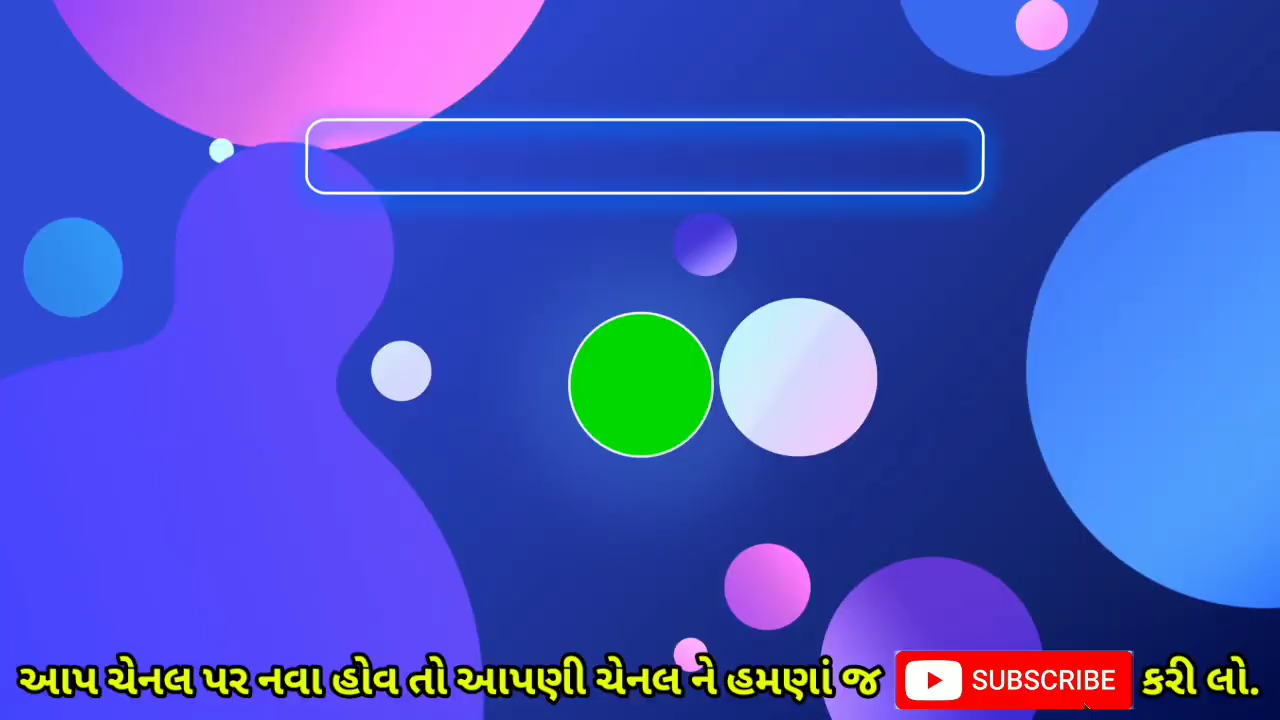 આપ ચેનલ પર નવા હોવ તો આપણી ચેનલ ને હમણાં જ SUBSCRIBE કરી લો.